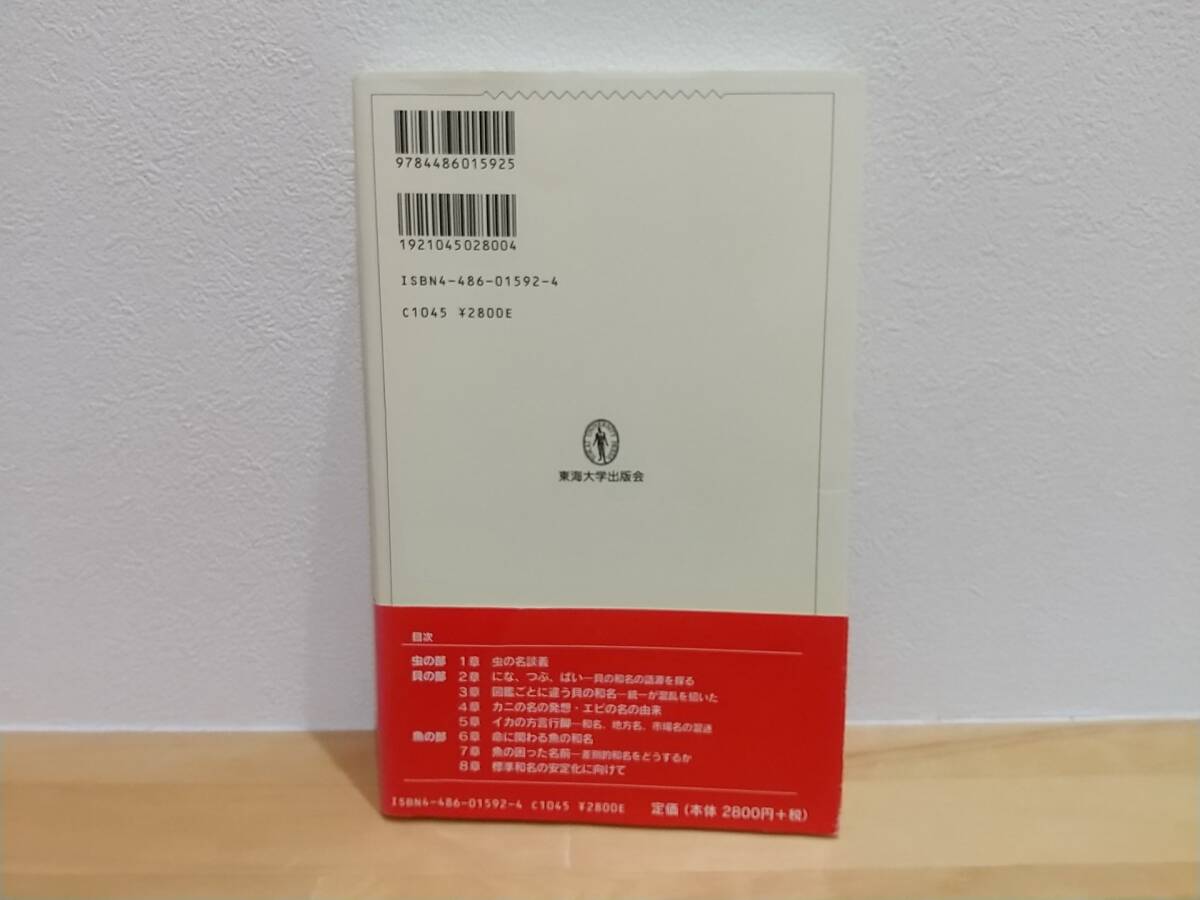 9784486015925
1921045028004
ISBN4-486-01592-4
C1045 ¥2800E
東海大学出版会
目次
虫の部 1章 虫の名談義
貝の部 2章 にな、つぶ、ばい―貝の和名の語源を探る
3章 図鑑ごとに違う貝の和名―統一が混乱を招いた
4章 カニの名の発想・エビの名の由来
5章 イカの方言行脚―和名、地方名、市場名の混迷
魚の部 6章 命に関わる魚の和名
7章 魚の困った名前―差別的和名をどうするか
8章 標準和名の安定化に向けて
ISBN4-486-01592-4 C1045 ¥2800E 定価 (本体 2800円+税)